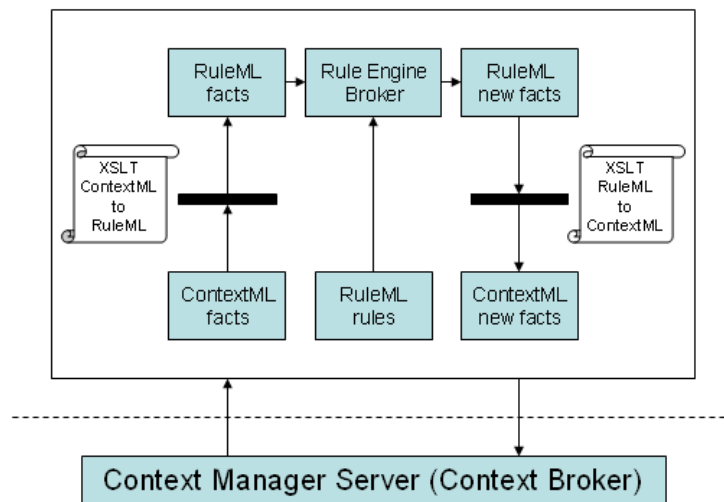 RuleML
facts
Rule Engine
Broker
RuleML
new facts
XSLT
ContextML
to
RuleML
XSLT
RuleML
to
ContextML
ContextML
facts
RuleML
rules
ContextML
new facts
Context Manager Server (Context Broker)